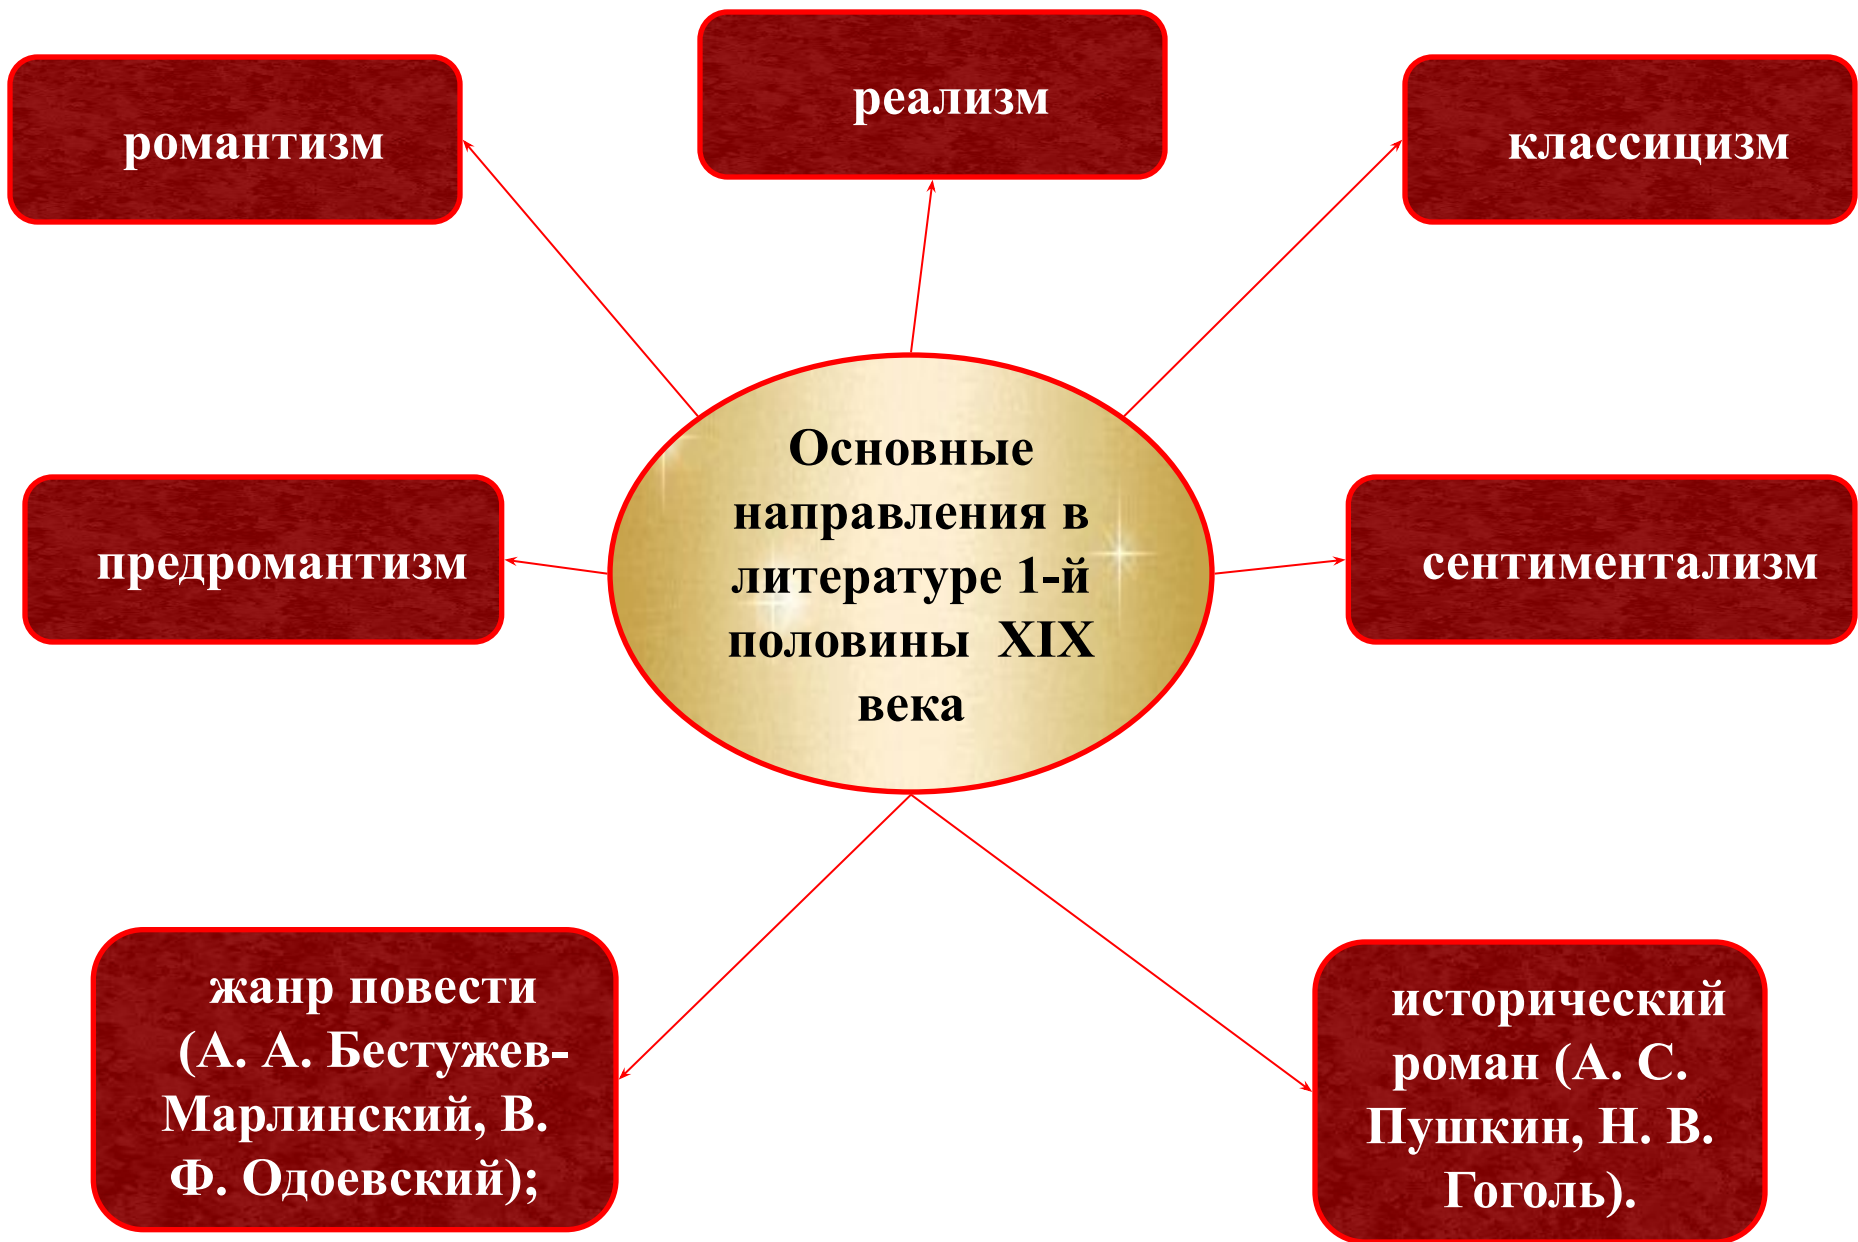 романтизм
реализм
классицизм
Основные
направления в
литературе 1-й
половины XIX
века
предромантизм
сентиментализм
жанр повести
(А. А. Бестужев-
Марлинский, В.
Ф. Одоевский);
исторический
роман (А. С.
Пушкин, Н. В.
Гоголь).